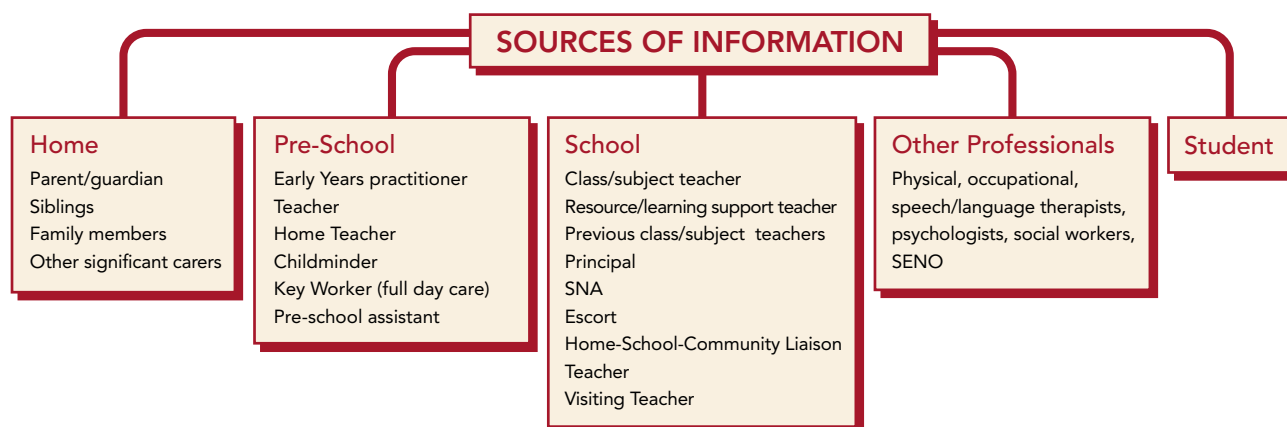 SOURCES OF INFORMATION
Home
Parent/guardian
Siblings
Family members
Other significant carers
Pre-School
Early Years practitioner
Teacher
Home Teacher
Childminder
Key Worker (full day care)
Pre-school assistant
School
Class/subject teacher
Resource/learning support teacher
Previous class/subject teachers
Principal
SNA
Escort
Home-School-Community Liaison
Teacher
Visiting Teacher
Other Professionals
Physical, occupational,
speech/language therapists,
psychologists, social workers,
SENO
Student